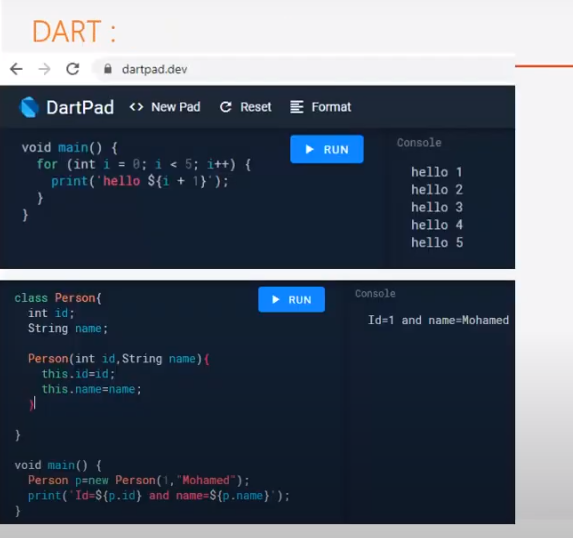 DART :
dartpad.dev
DartPad <> New Pad Reset Format
void main() {
for (int i = 0; i < 5; i++) {
print('hello ${i + 1}');
}
}
RUN
Console
hello 1
hello 2
hello 3
hello 4
hello 5
class Person{
int id;
String name;
Person(int id,String name){
this.id=id;
this.name=name;
}
}
void main() {
Person p=new Person(1,"Mohamed");
print('Id=${p.id} and name=${p.name}');
}
RUN
Console
Id=1 and name=Mohamed